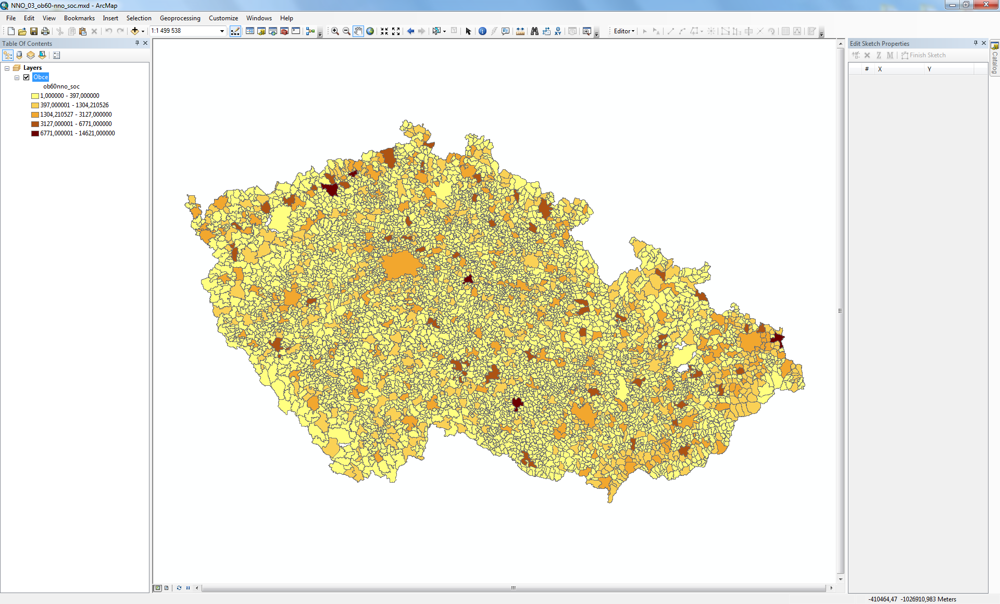 NNO_03_ob60-nno_soc.mxd - ArcMap
File Edit View Bookmarks Insert Selection Geoprocessing Customize Windows Help
1:1 499 538
Editor
Table Of Contents
Layers
Obce
ob60nno_soc
1,000000 - 397,000000
397,000001 - 1304,210526
1304,210527 - 3127,000000
3127,000001 - 6771,000000
6771,000001 - 14621,000000
Edit Sketch Properties
Z M Finish Sketch
# X Y
Catalog
-410464,47 -1026910,983 Meters